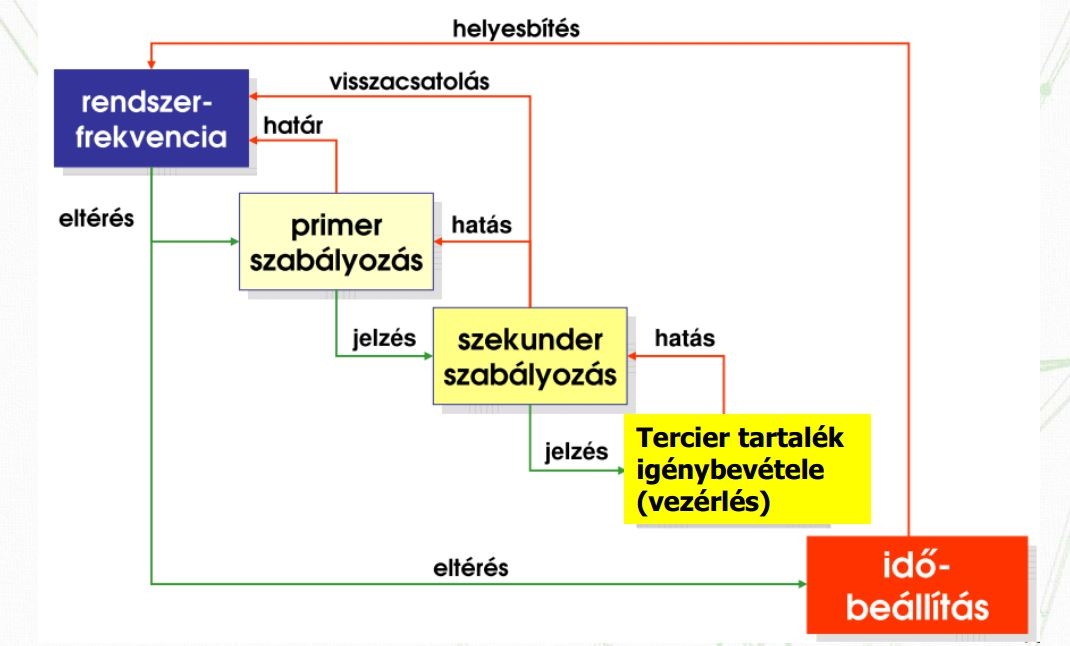 helyesbítés
visszacsatolás
rendszer-
frekvencia
határ
eltérés
primer
szabályozás
hatás
jelzés
szekunder
szabályozás
hatás
jelzés
Tercier tartalék
igénybevétele
(vezérlés)
eltérés
idő-
beállítás